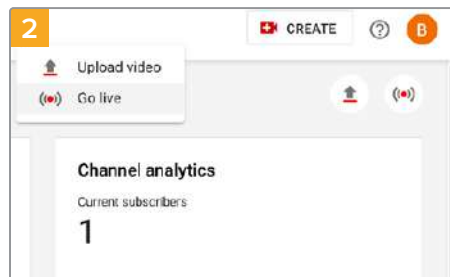 2
CREATE
B
Upload video
Go live
Channel analytics
Current subscribers
1